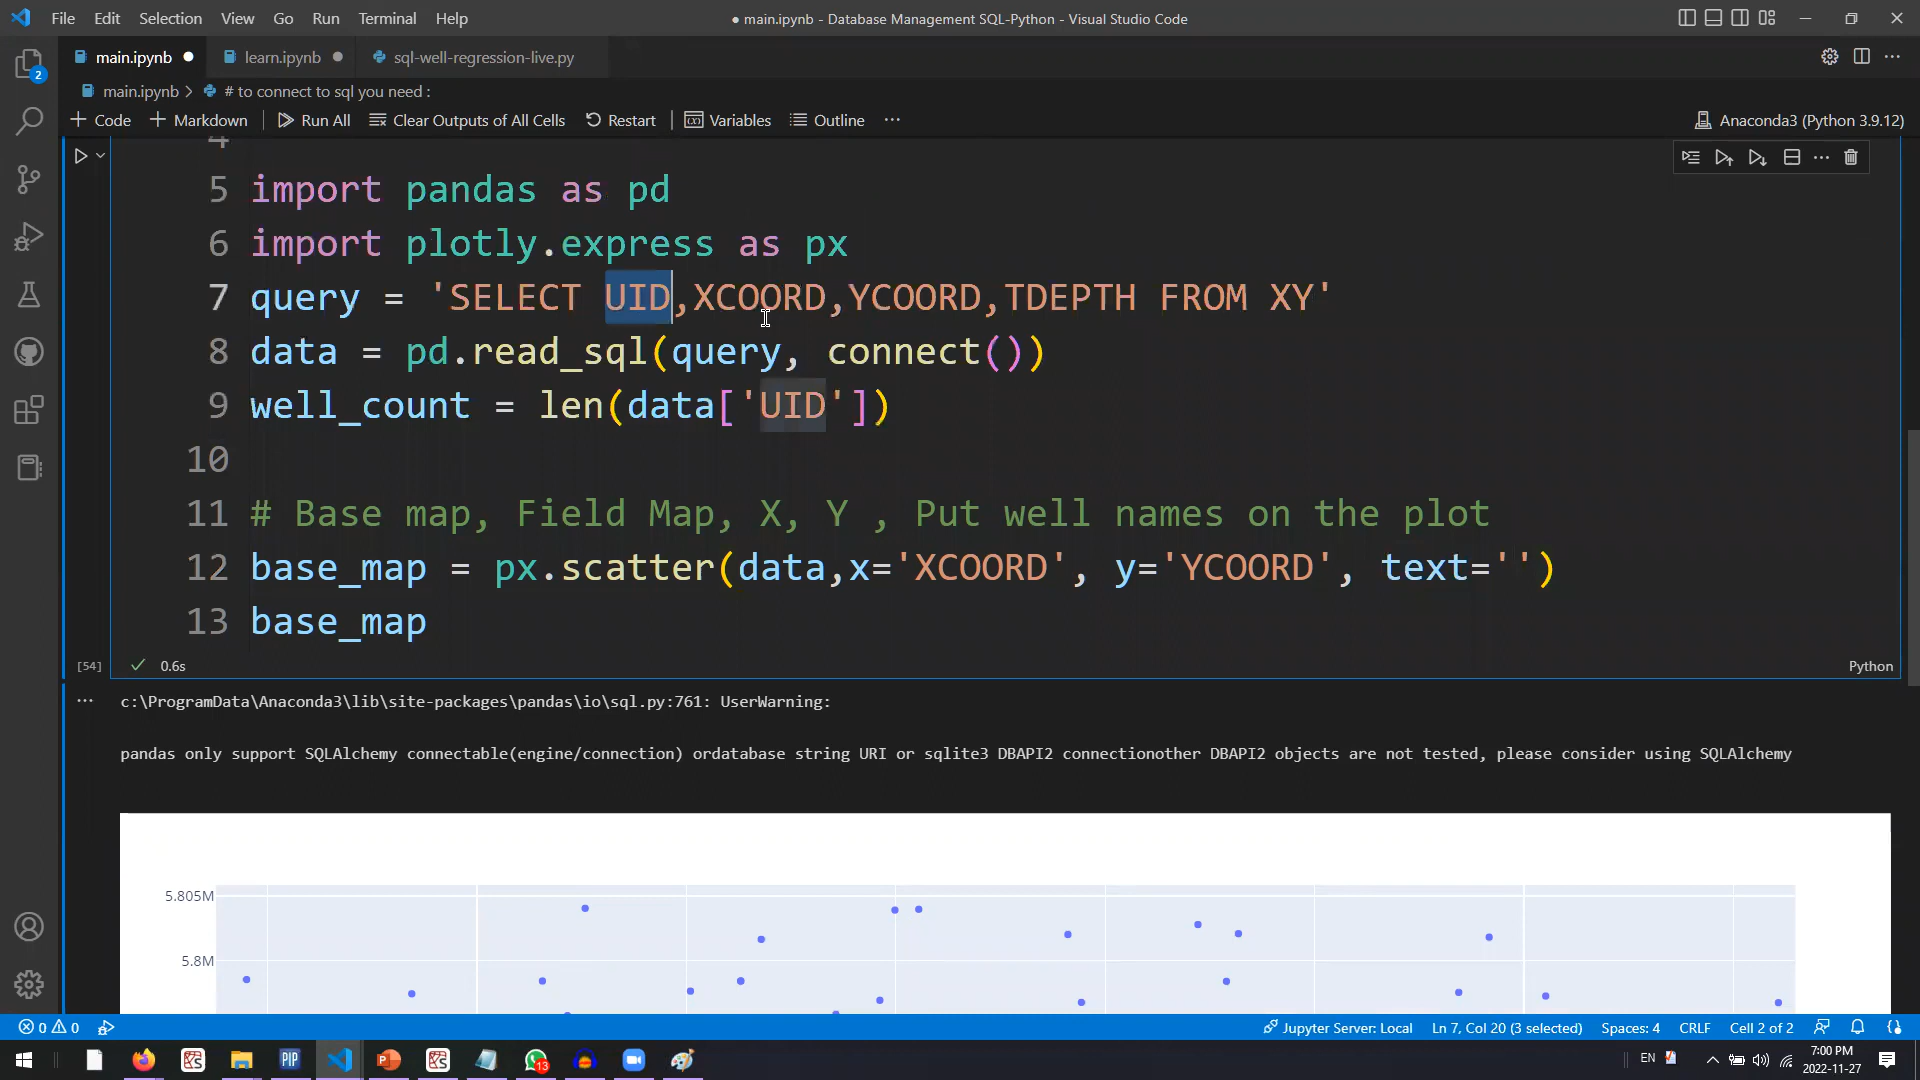 File Edit Selection View Go Run Terminal Help
● main.ipynb - Database Management SQL-Python - Visual Studio Code
main.ipynb
learn.ipynb
sql-well-regression-live.py
2
main.ipynb > # to connect to sql you need :
+ Code + Markdown Run All Clear Outputs of All Cells Restart Variables Outline ...
Anaconda3 (Python 3.9.12)
4
5 import pandas as pd
6 import plotly.express as px
7 query = 'SELECT UID,XCOORD,YCOORD,TDEPTH FROM XY'
8 data = pd.read_sql(query, connect())
9 well_count = len(data['UID'])
10
11 # Base map, Field Map, X, Y , Put well names on the plot
12 base_map = px.scatter(data,x='XCOORD', y='YCOORD', text='')
13 base_map
[54] ✓ 0.6s
Python
... c:\ProgramData\Anaconda3\lib\site-packages\pandas\io\sql.py:761: UserWarning:
pandas only support SQLAlchemy connectable(engine/connection) ordatabase string URI or sqlite3 DBAPI2 connectionother DBAPI2 objects are not tested, please consider using SQLAlchemy
5.805M
5.8M
0 0
Jupyter Server: Local Ln 7, Col 20 (3 selected) Spaces: 4 CRLF Cell 2 of 2
PIP
13
EN
7:00 PM
2022-11-27